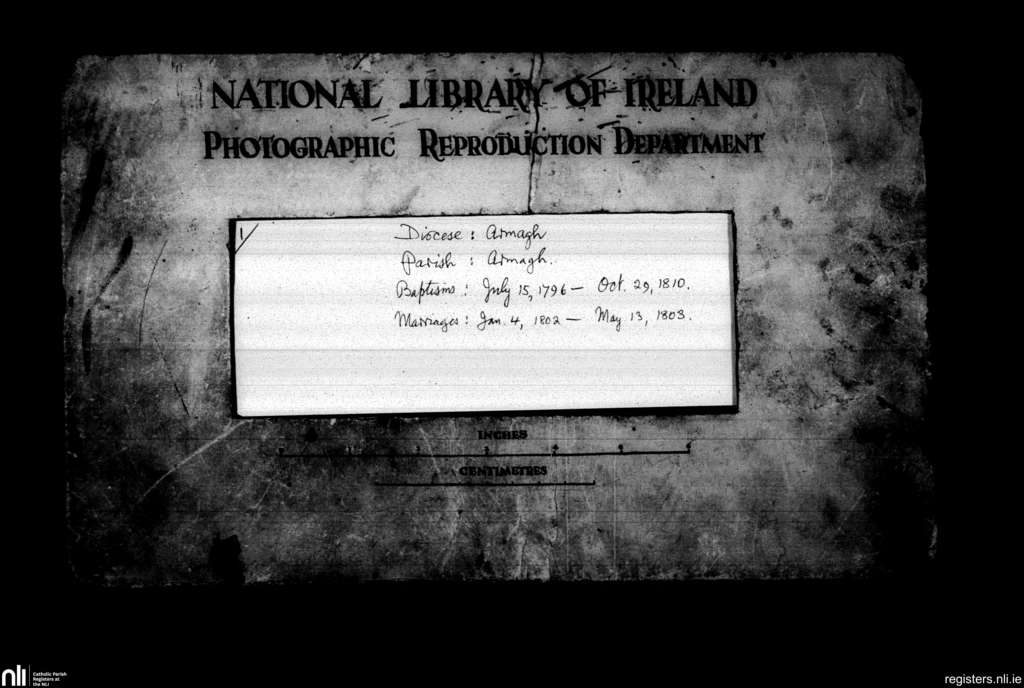 NATIONAL LIBRARY OF IRELAND
PHOTOGRAPHIC REPRODUCTION DEPARTMENT
1/
Diocese : Armagh
Parish : Armagh.
Baptisms : July 15, 1796 – Oct. 29, 1810.
Marriages : Jan. 4, 1802 – May 13, 1803.
INCHES
CENTIMETRES
nli
Catholic Parish
Registers at
the NLI
registers.nli.ie